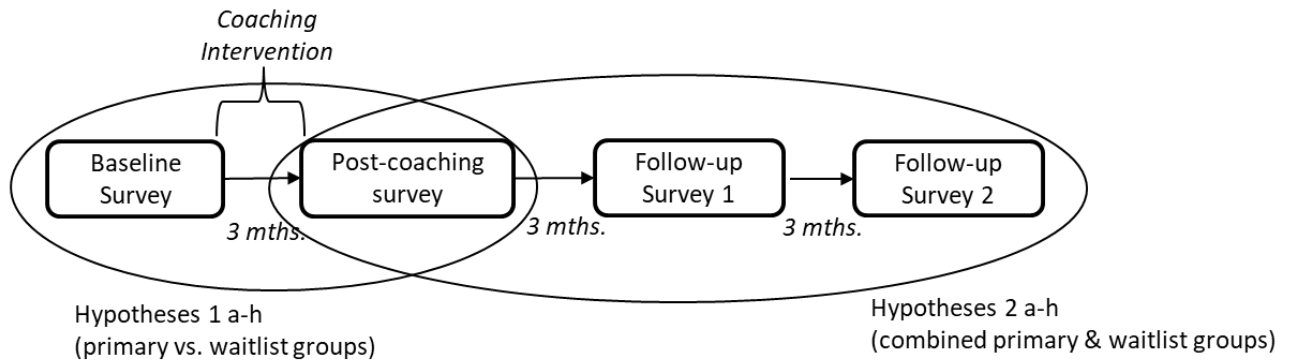 Coaching
Intervention
Baseline
Survey
Post-coaching
survey
Follow-up
Survey 1
Follow-up
Survey 2
3 mths.
3 mths.
3 mths.
Hypotheses 1 a-h
(primary vs. waitlist groups)
Hypotheses 2 a-h
(combined primary & waitlist groups)